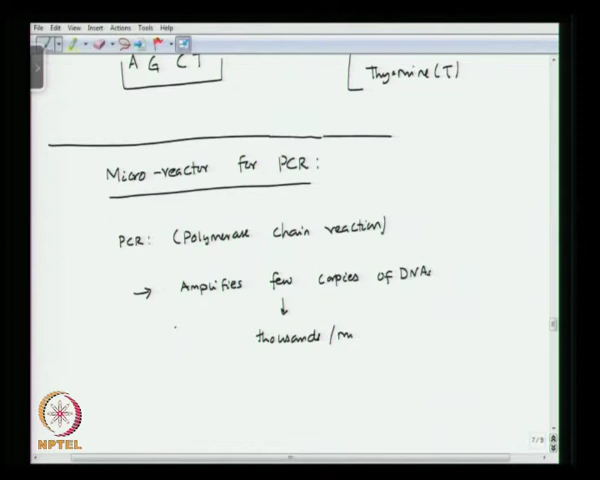 File Edit View Insert Actions Tools Help
A G C T
Thyomine (T)
Micro-reactor for PCR:
PCR: (Polymerase chain reaction)
→ Amplifies few copies of DNAs
↓
thousands / m
7/9
NPTEL